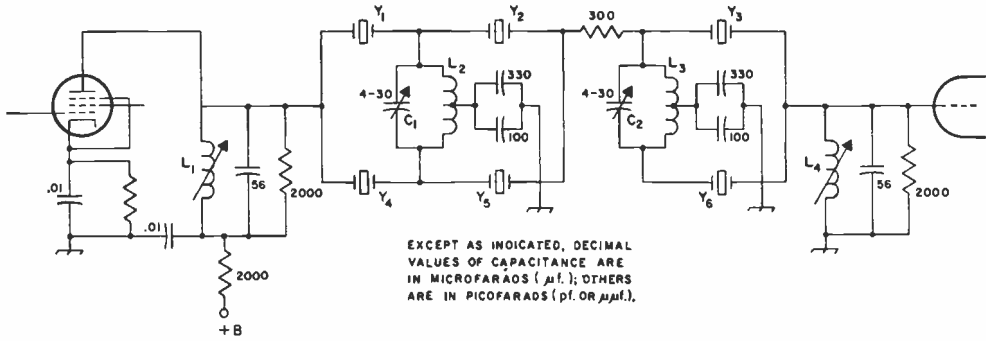 Y1
Y2
300
Y3
L2
330
4-30
C1
100
L3
330
4-30
C2
100
L1
56
2000
.01
.01
Y4
Y5
Y6
L4
56
2000
2000
+B
EXCEPT AS INDICATED, DECIMAL
VALUES OF CAPACITANCE ARE
IN MICROFARADS (µf.); OTHERS
ARE IN PICOFARADS (pf. OR µµf.).